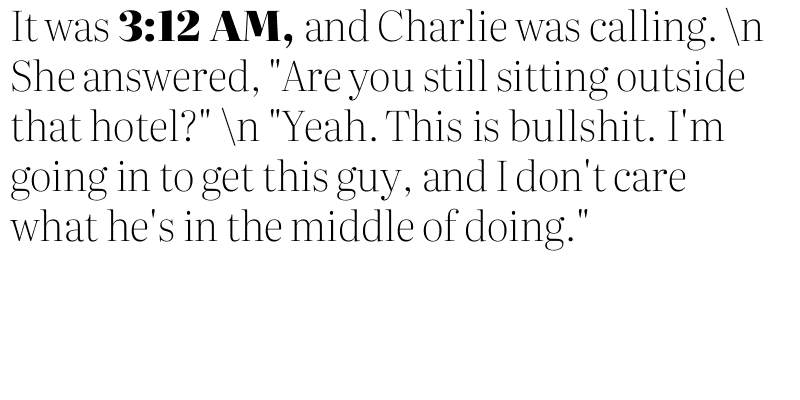 It was 3:12 AM, and Charlie was calling. \n
She answered, "Are you still sitting outside
that hotel?" \n "Yeah. This is bullshit. I'm
going in to get this guy, and I don't care
what he's in the middle of doing."